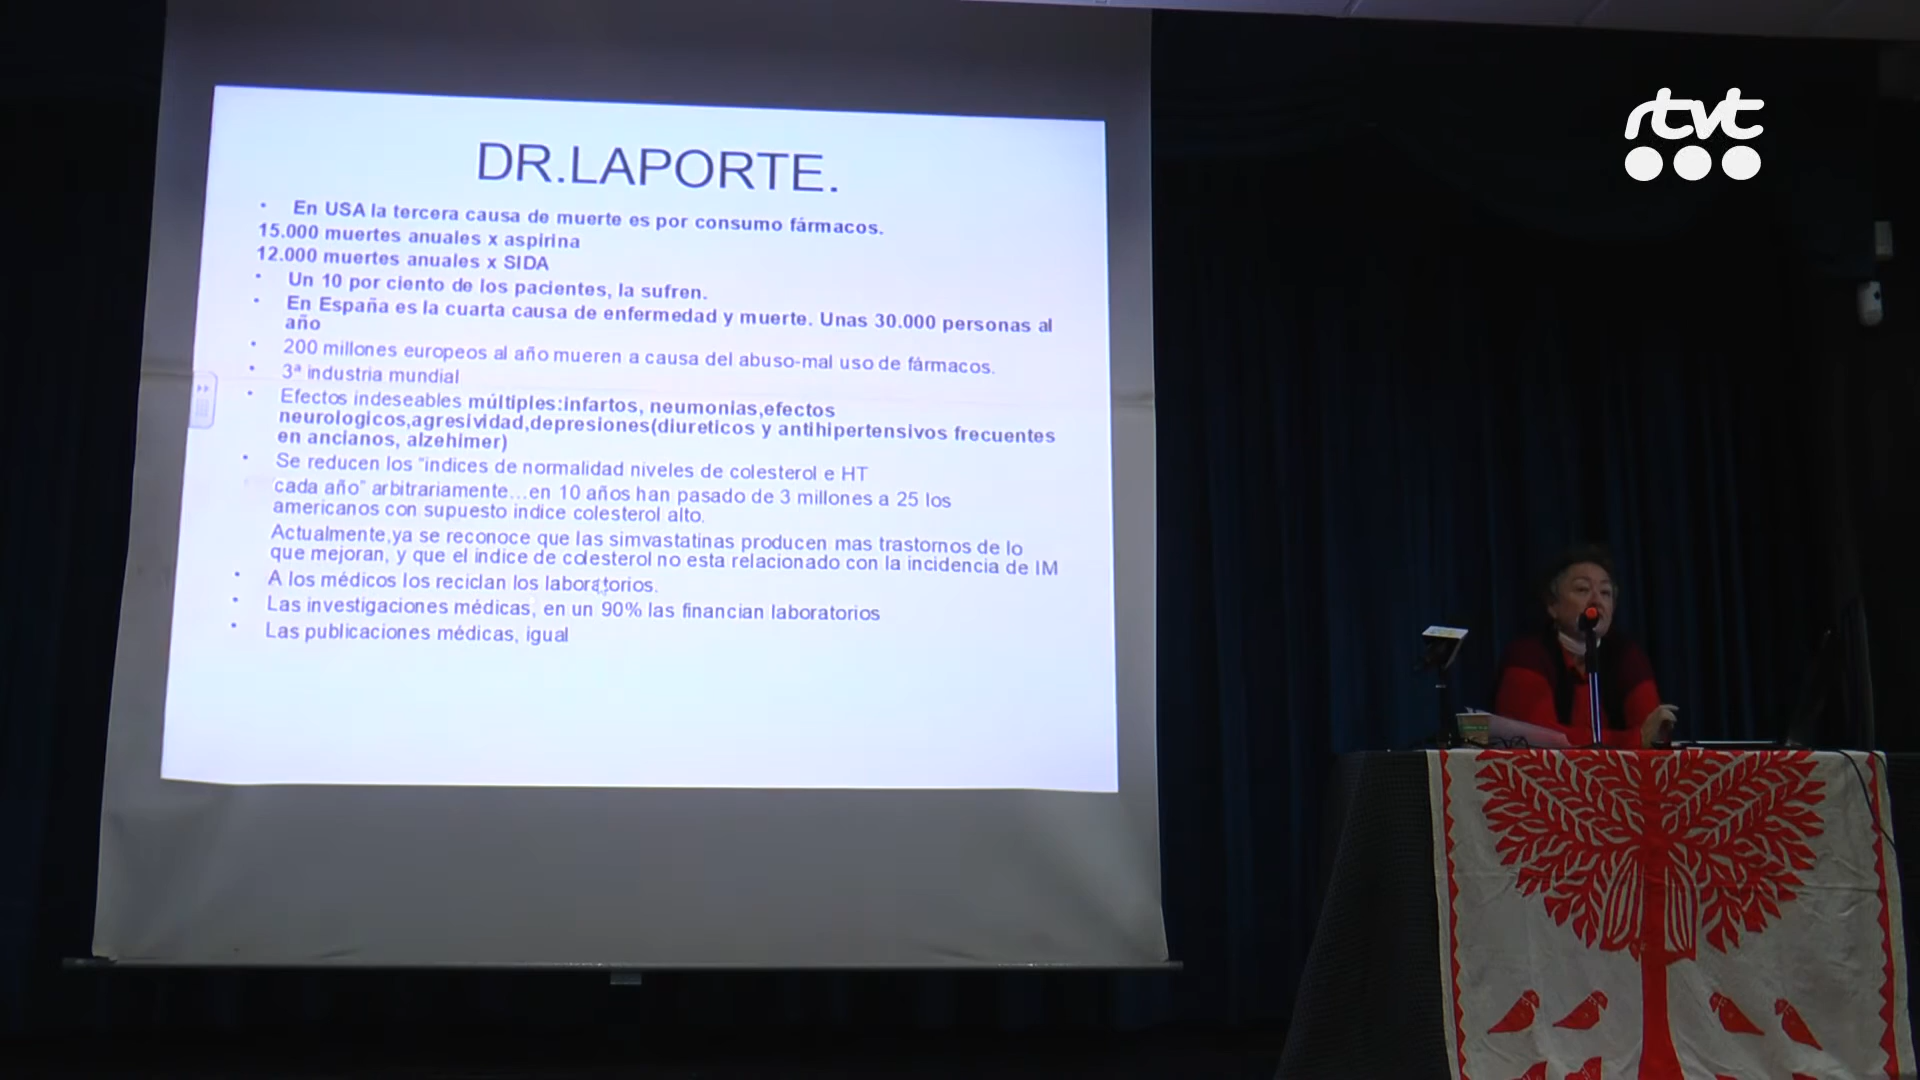 rtvt
DR.LAPORTE.
• En USA la tercera causa de muerte es por consumo fármacos.
15.000 muertes anuales x aspirina
12.000 muertes anuales x SIDA
• Un 10 por ciento de los pacientes, la sufren.
• En España es la cuarta causa de enfermedad y muerte. Unas 30.000 personas al
año
• 200 millones europeos al año mueren a causa del abuso-mal uso de fármacos.
• 3ª industria mundial
• Efectos indeseables múltiples:infartos, neumonias,efectos
neurologicos,agresividad,depresiones(diureticos y antihipertensivos frecuentes
en ancianos, alzehimer)
• Se reducen los "indices de normalidad niveles de colesterol e HT
cada año" arbitrariamente...en 10 años han pasado de 3 millones a 25 los
americanos con supuesto indice colesterol alto.
Actualmente,ya se reconoce que las simvastatinas producen mas trastornos de lo
que mejoran, y que el indice de colesterol no esta relacionado con la incidencia de IM
• A los médicos los reciclan los laboratorios.
• Las investigaciones médicas, en un 90% las financian laboratorios
• Las publicaciones médicas, igual